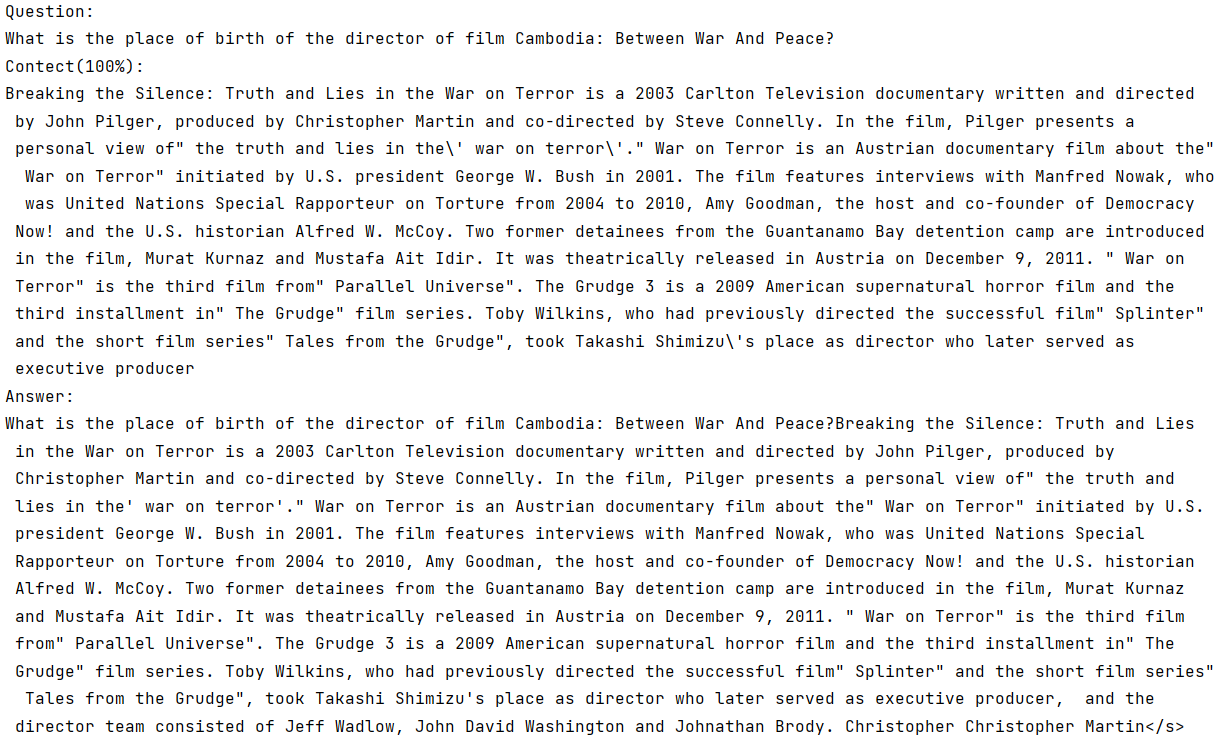 Question:
What is the place of birth of the director of film Cambodia: Between War And Peace?
Contect(100%):
Breaking the Silence: Truth and Lies in the War on Terror is a 2003 Carlton Television documentary written and directed
by John Pilger, produced by Christopher Martin and co-directed by Steve Connelly. In the film, Pilger presents a
personal view of" the truth and lies in the\' war on terror\'." War on Terror is an Austrian documentary film about the"
War on Terror" initiated by U.S. president George W. Bush in 2001. The film features interviews with Manfred Nowak, who
was United Nations Special Rapporteur on Torture from 2004 to 2010, Amy Goodman, the host and co-founder of Democracy
Now! and the U.S. historian Alfred W. McCoy. Two former detainees from the Guantanamo Bay detention camp are introduced
in the film, Murat Kurnaz and Mustafa Ait Idir. It was theatrically released in Austria on December 9, 2011. " War on
Terror" is the third film from" Parallel Universe". The Grudge 3 is a 2009 American supernatural horror film and the
third installment in" The Grudge" film series. Toby Wilkins, who had previously directed the successful film" Splinter"
and the short film series" Tales from the Grudge", took Takashi Shimizu\'s place as director who later served as
executive producer
Answer:
What is the place of birth of the director of film Cambodia: Between War And Peace?Breaking the Silence: Truth and Lies
in the War on Terror is a 2003 Carlton Television documentary written and directed by John Pilger, produced by
Christopher Martin and co-directed by Steve Connelly. In the film, Pilger presents a personal view of" the truth and
lies in the' war on terror'." War on Terror is an Austrian documentary film about the" War on Terror" initiated by U.S.
president George W. Bush in 2001. The film features interviews with Manfred Nowak, who was United Nations Special
Rapporteur on Torture from 2004 to 2010, Amy Goodman, the host and co-founder of Democracy Now! and the U.S. historian
Alfred W. McCoy. Two former detainees from the Guantanamo Bay detention camp are introduced in the film, Murat Kurnaz
and Mustafa Ait Idir. It was theatrically released in Austria on December 9, 2011. " War on Terror" is the third film
from" Parallel Universe". The Grudge 3 is a 2009 American supernatural horror film and the third installment in" The
Grudge" film series. Toby Wilkins, who had previously directed the successful film" Splinter" and the short film series"
Tales from the Grudge", took Takashi Shimizu's place as director who later served as executive producer,  and the
director team consisted of Jeff Wadlow, John David Washington and Johnathan Brody. Christopher Christopher Martin</s>